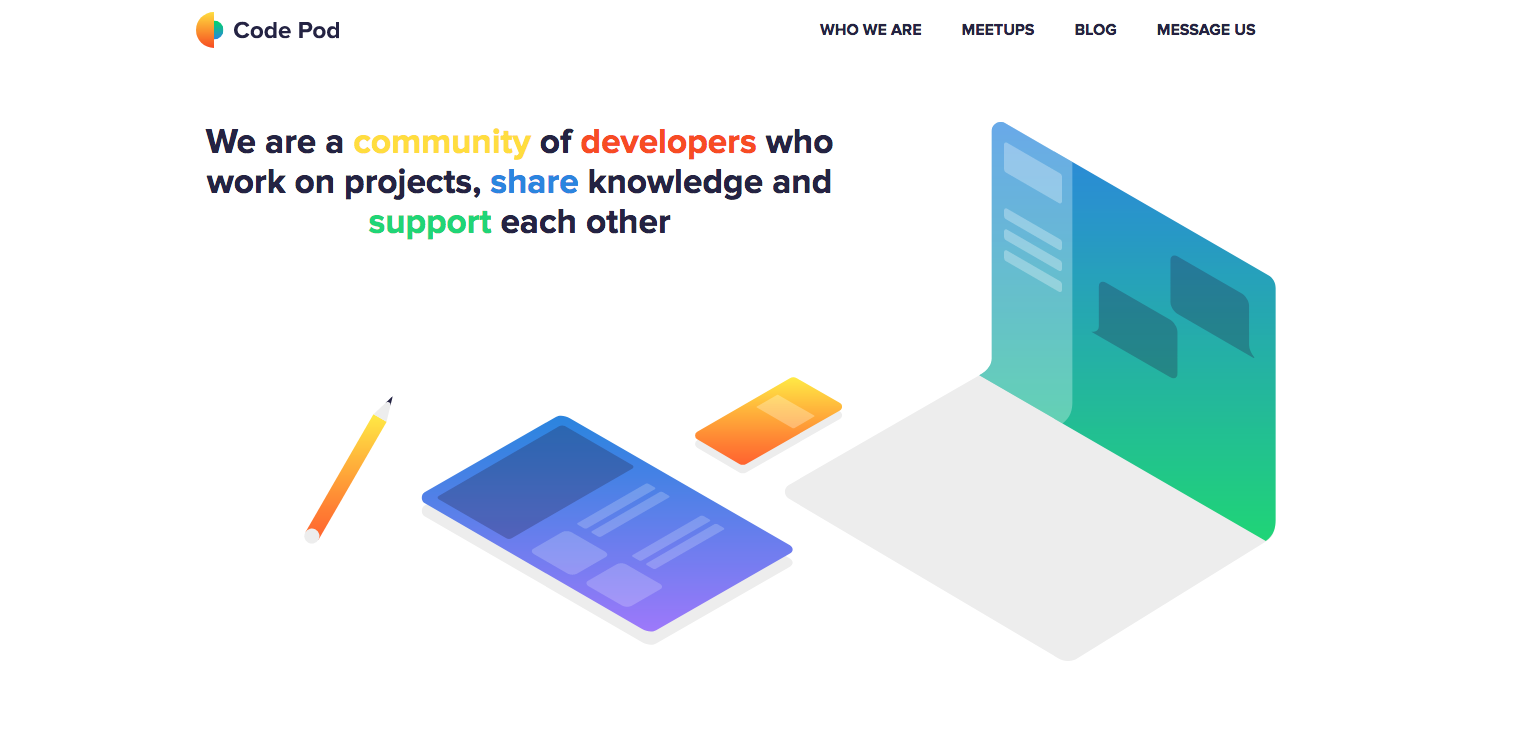 Code Pod
WHO WE ARE
MEETUPS
BLOG
MESSAGE US
We are a community of developers who
work on projects, share knowledge and
support each other